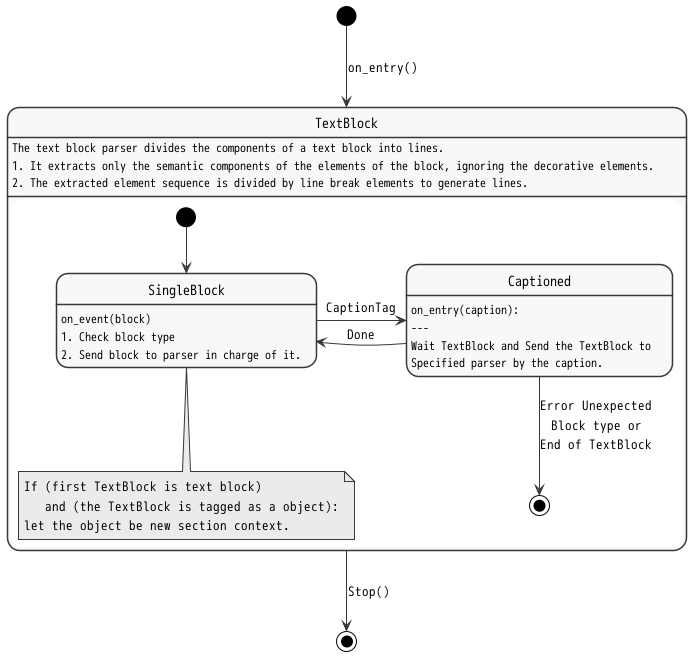 on_entry()
TextBlock
The text block parser divides the components of a text block into lines.
1. It extracts only the semantic components of the elements of the block, ignoring the decorative elements.
2. The extracted element sequence is divided by line break elements to generate lines.
SingleBlock
on_event(block)
1. Check block type
2. Send block to parser in charge of it.
CaptionTag
Done
Captioned
on_entry(caption):
---
Wait TextBlock and Send the TextBlock to
Specified parser by the caption.
Error Unexpected
Block type or
End of TextBlock
If (first TextBlock is text block)
and (the TextBlock is tagged as a object):
let the object be new section context.
Stop()